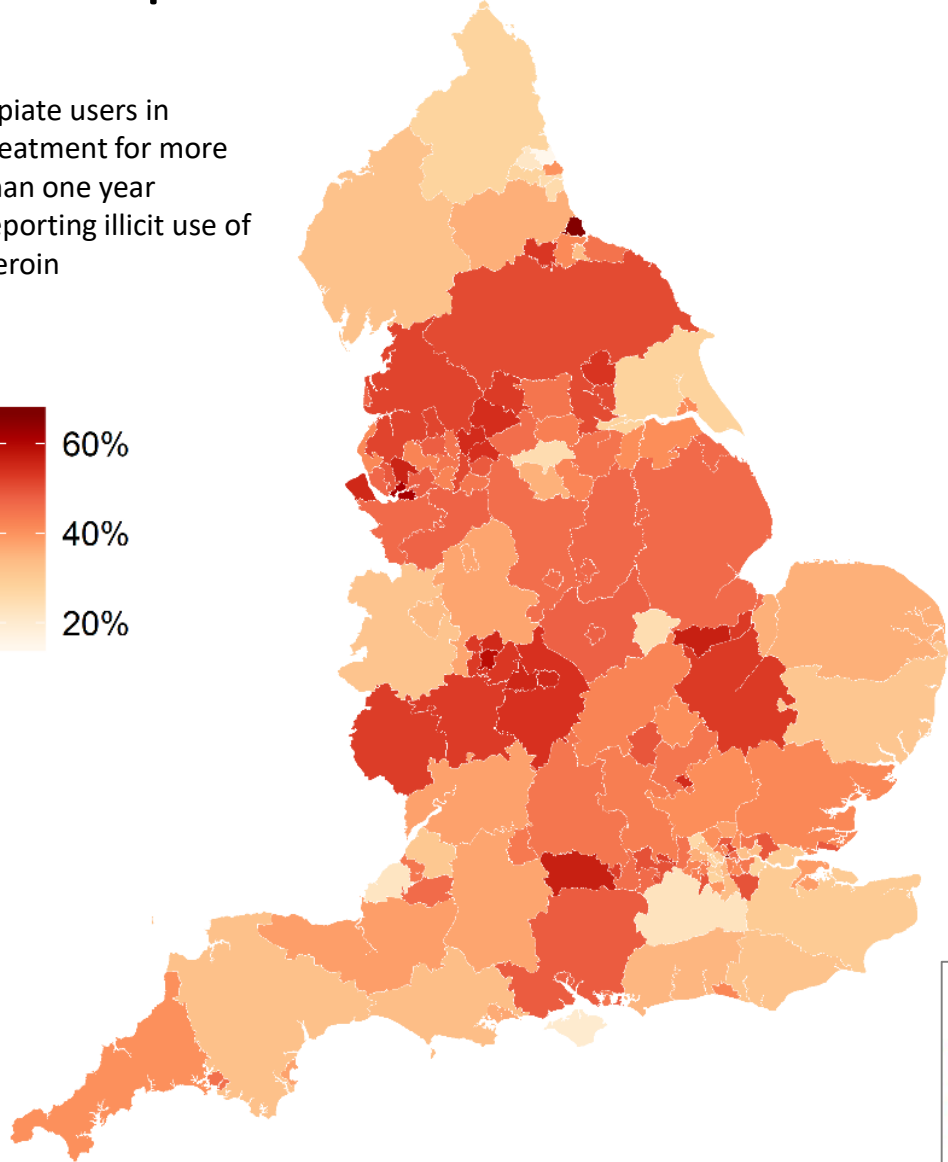 piate users in
eatment for more
an one year
porting illicit use of
eroin
60%
40%
20%